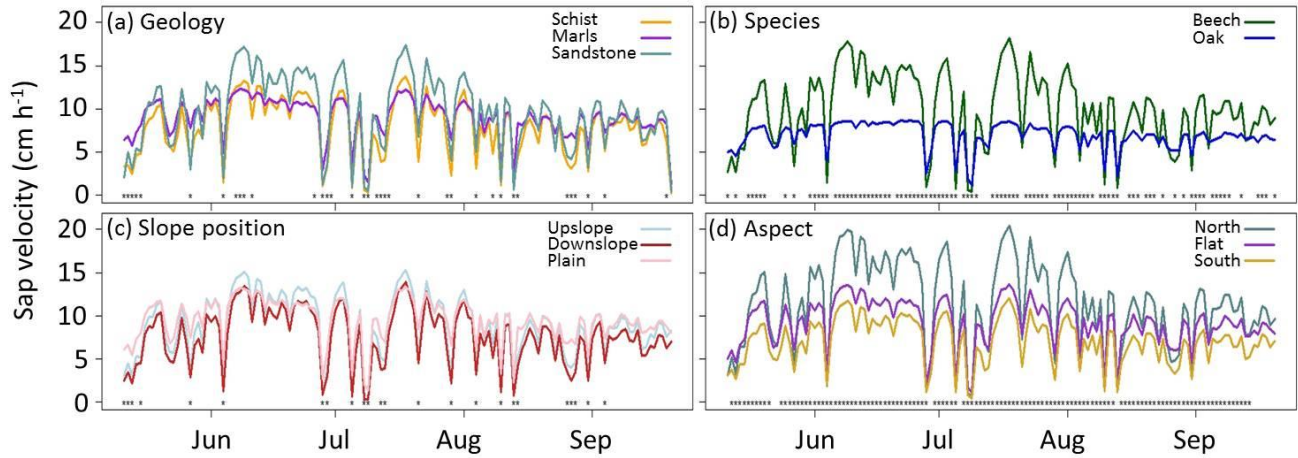 (a) Geology
Schist
Marls
Sandstone
20
15
10
5
0
(b) Species
Beech
Oak
Sap velocity (cm h⁻¹)
(c) Slope position
Upslope
Downslope
Plain
20
15
10
5
0
(d) Aspect
North
Flat
South
Jun Jul Aug Sep
Jun Jul Aug Sep